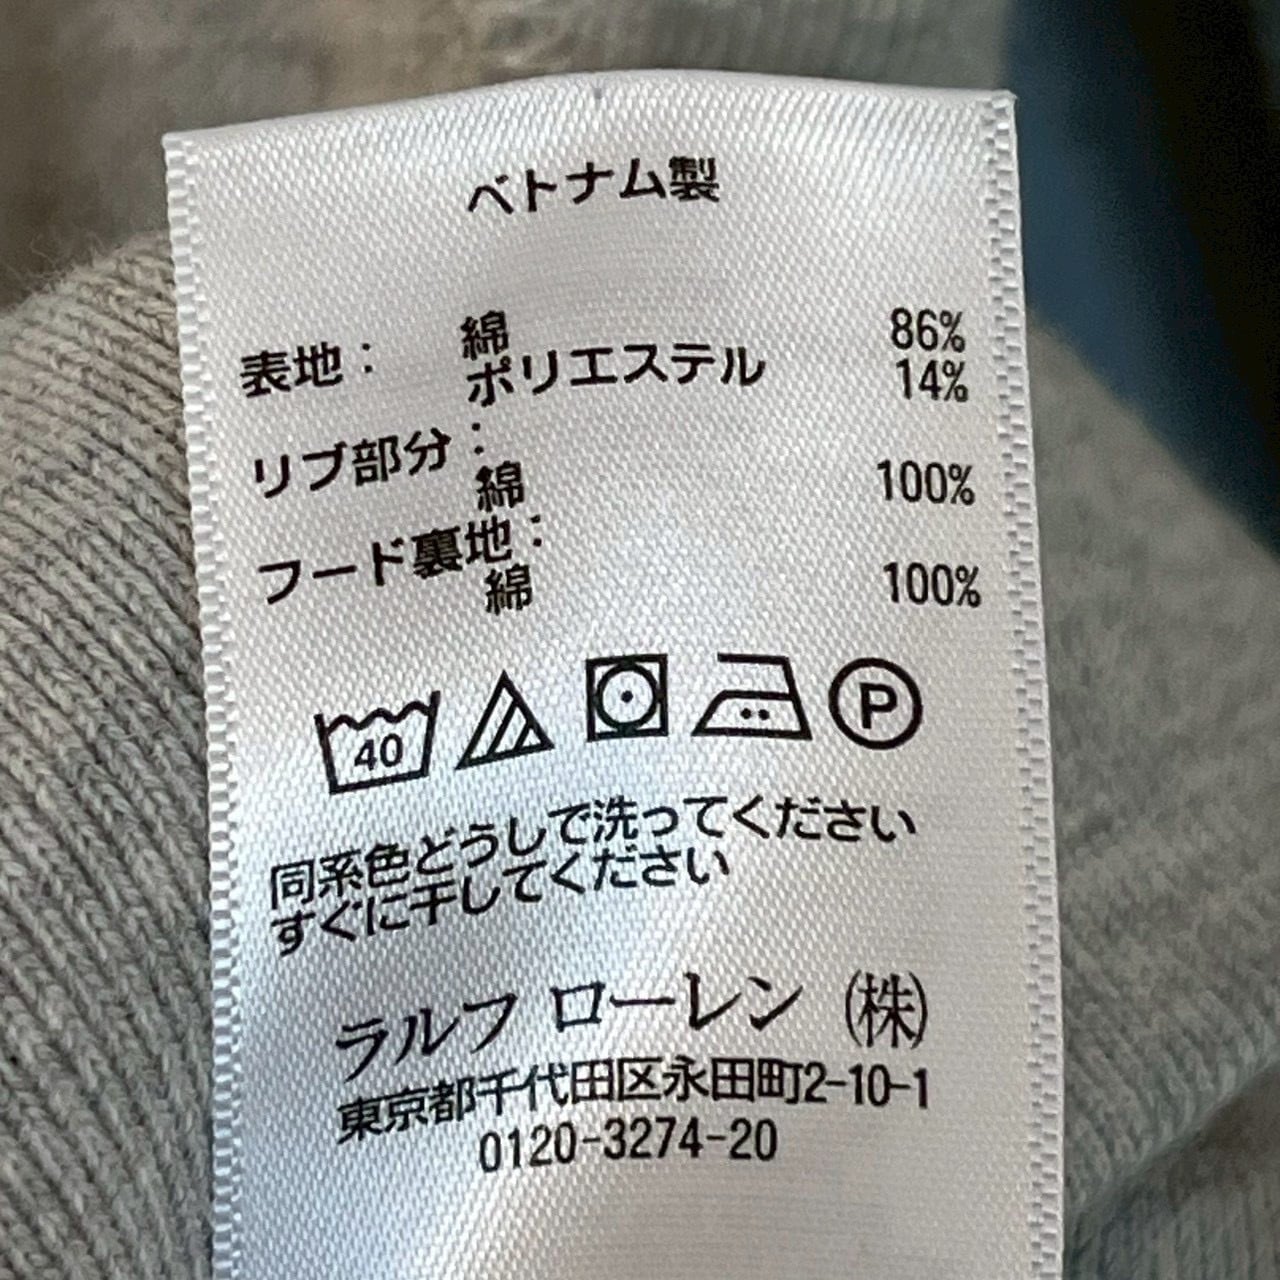 ベトナム製
表地： 綿 86%
ポリエステル 14%
リブ部分：
綿 100%
フード裏地：
綿 100%
40 P
同系色どうしで洗ってください
すぐに干してください
ラルフ ローレン ㈱
東京都千代田区永田町2-10-1
0120-3274-20